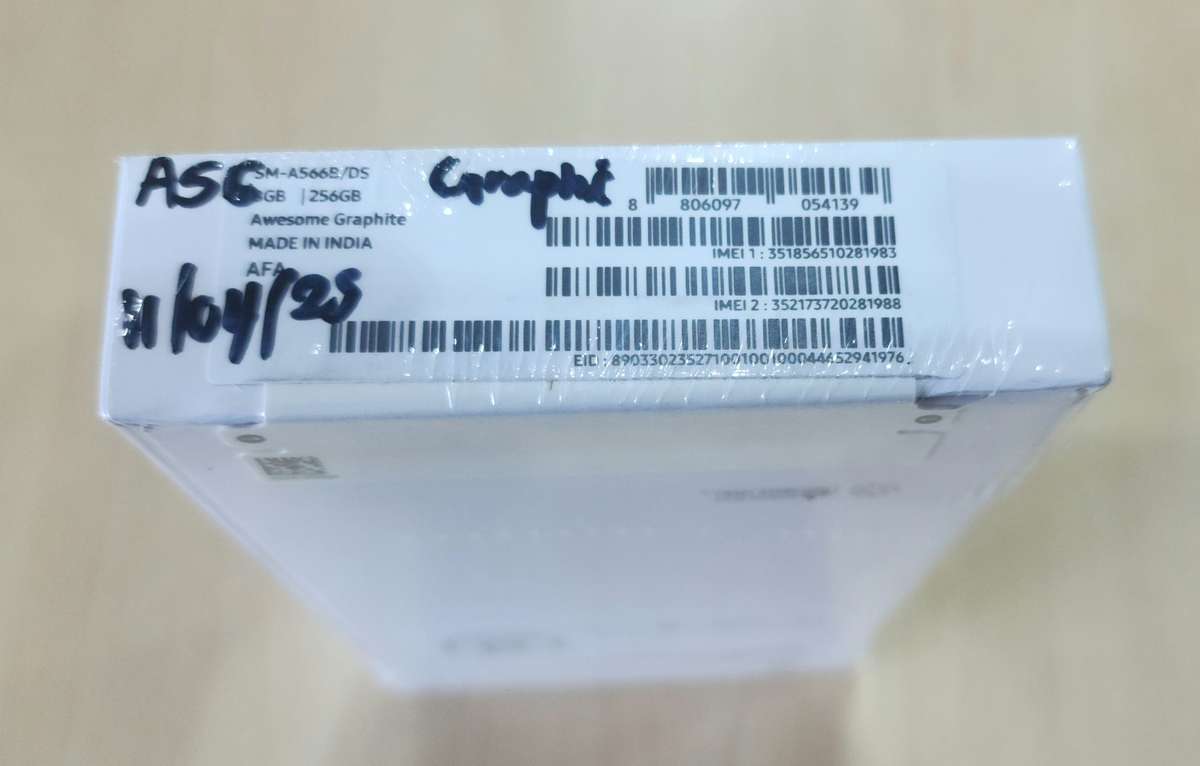 A56
SM-A566B/DS
8GB | 256GB
Awesome Graphite
MADE IN INDIA
AFA
11/04/25
Graphi
8 806097 054139
IMEI 1 : 351856510281983
IMEI 2 : 352173720281988
EID : 89033023527100100100044452941976